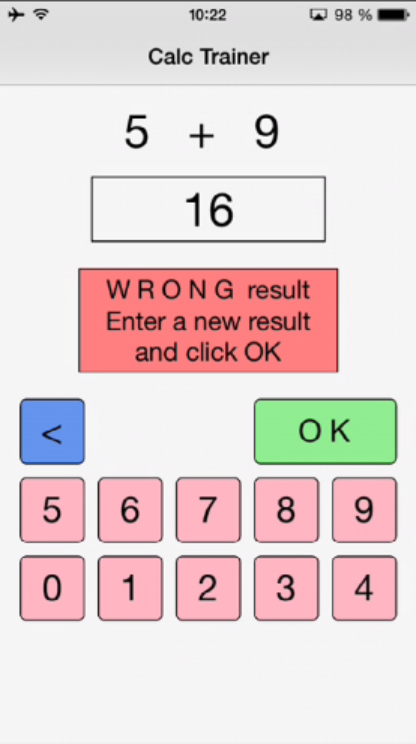 10:22 98 %
Calc Trainer
5 + 9
16
W R O N G result
Enter a new result
and click OK
< O K
5 6 7 8 9
0 1 2 3 4